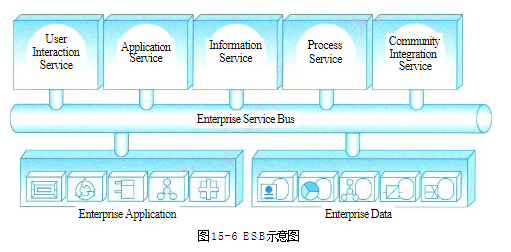 User
Interaction
Service
Application
Service
Information
Service
Process
Service
Community
Integration
Service
Enterprise Service Bus
Enterprise Application
Enterprise Data
图15-6 ESB示意图